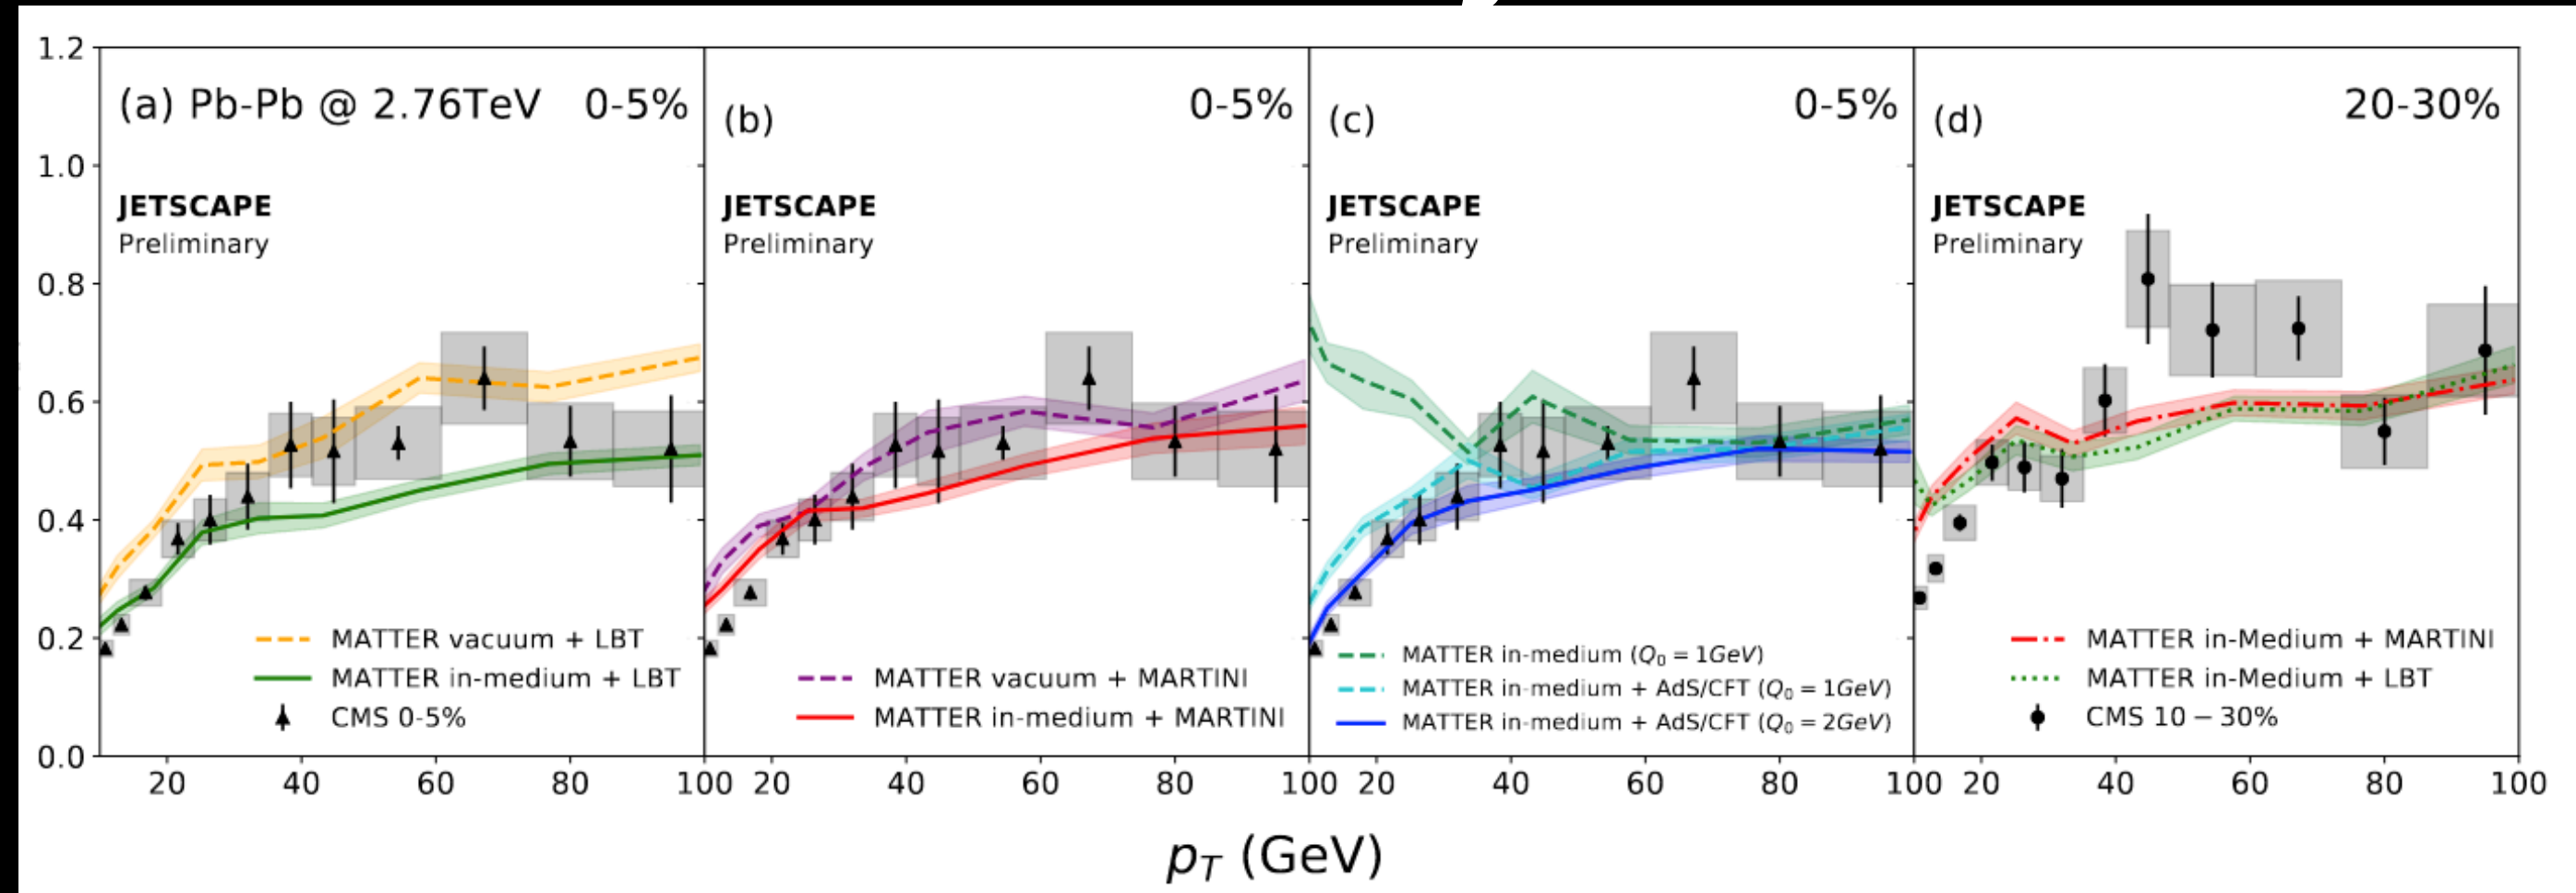 1.2
1.0
0.8
0.6
0.4
0.2
0.0
(a) Pb-Pb @ 2.76TeV 0-5%
JETSCAPE
Preliminary
MATTER vacuum + LBT
MATTER in-medium + LBT
CMS 0-5%
(b) 0-5%
JETSCAPE
Preliminary
MATTER vacuum + MARTINI
MATTER in-medium + MARTINI
(c) 0-5%
JETSCAPE
Preliminary
MATTER in-medium (Q₀ = 1GeV)
MATTER in-medium + AdS/CFT (Q₀ = 1GeV)
MATTER in-medium + AdS/CFT (Q₀ = 2GeV)
(d) 20-30%
JETSCAPE
Preliminary
MATTER in-Medium + MARTINI
MATTER in-Medium + LBT
CMS 10 − 30%
20 40 60 80 100 20 40 60 80 100 20 40 60 80 100 20 40 60 80 100
p_T (GeV)